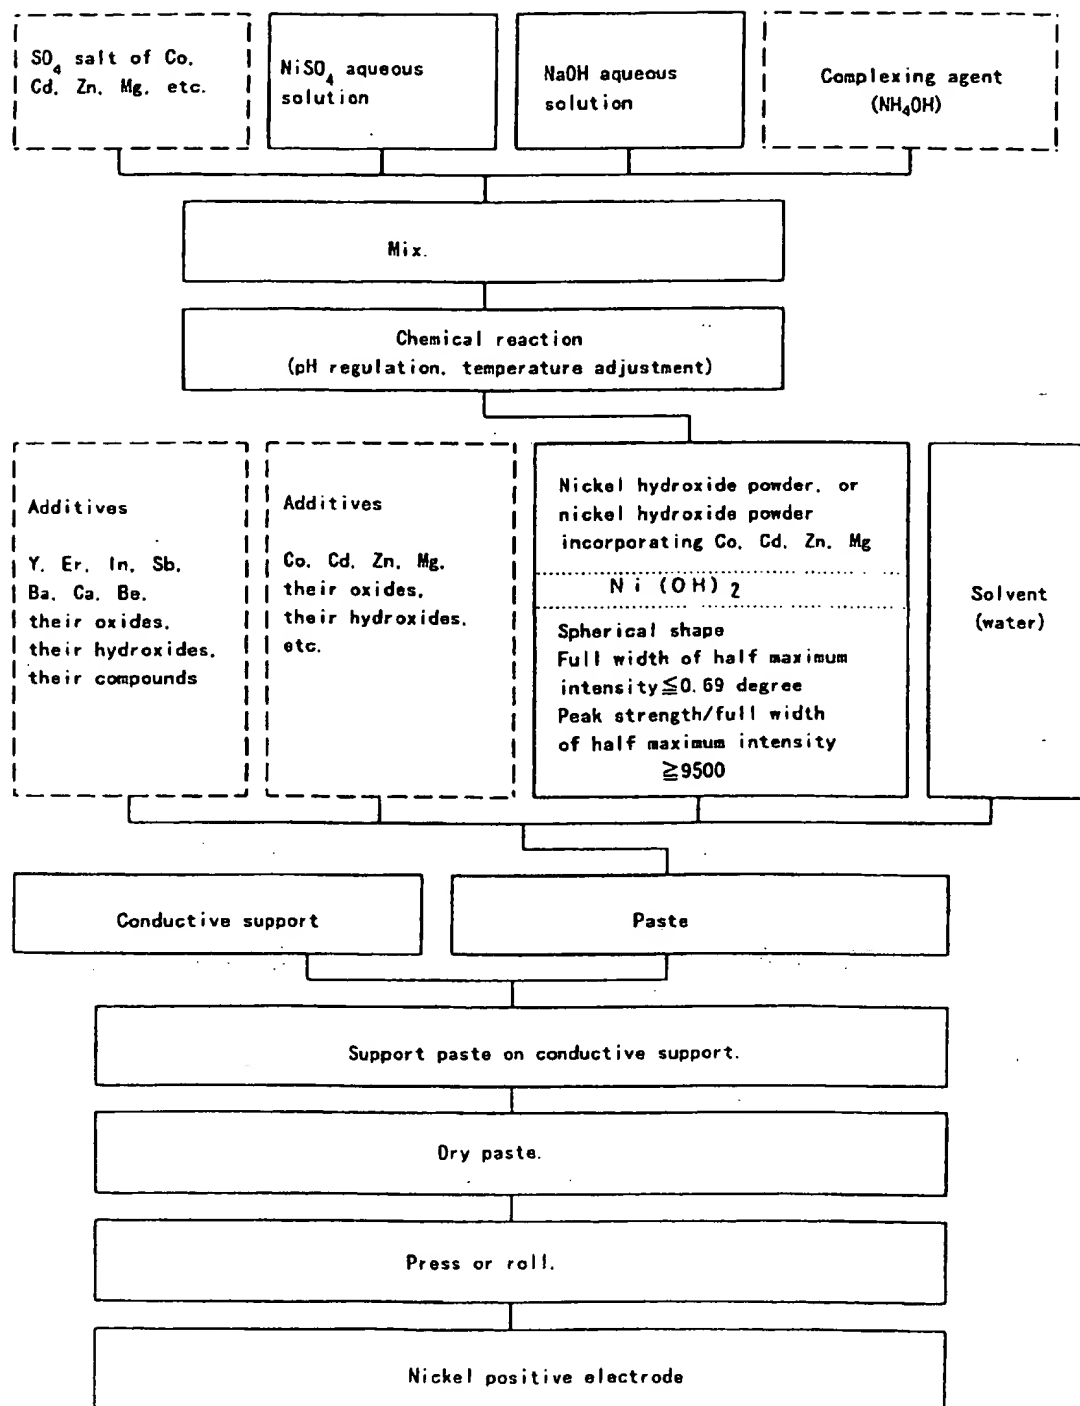 SO4 salt of Co,
Cd, Zn, Mg, etc.
NiSO4 aqueous
solution
NaOH aqueous
solution
Complexing agent
(NH4OH)
Mix.
Chemical reaction
(pH regulation, temperature adjustment)
Additives
Y, Er, In, Sb,
Ba, Ca, Be,
their oxides,
their hydroxides,
their compounds
Additives
Co, Cd, Zn, Mg,
their oxides,
their hydroxides,
etc.
Nickel hydroxide powder, or
nickel hydroxide powder
incorporating Co, Cd, Zn, Mg
Ni (OH) 2
Spherical shape
Full width of half maximum
intensity≦0.69 degree
Peak strength/full width
of half maximum intensity
≧9500
Solvent
(water)
Conductive support
Paste
Support paste on conductive support.
Dry paste.
Press or roll.
Nickel positive electrode